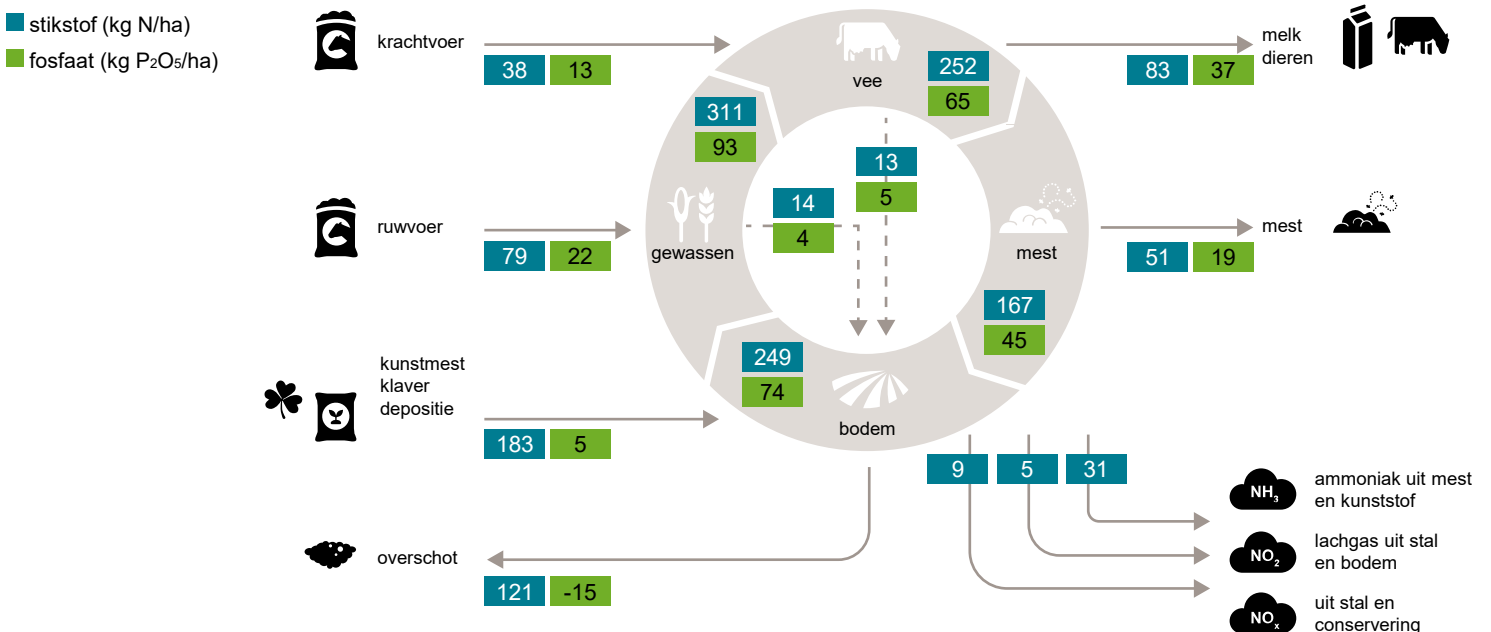 stikstof (kg N/ha)
fosfaat (kg P₂O₅/ha)
krachtvoer
38 13
ruwvoer
79 22
kunstmest
klaver
depositie
183 5
overschot
121 -15
vee
252
65
311
93
13
5
14
4
gewassen
mest
167
45
249
74
bodem
melk
dieren
83 37
mest
51 19
9 5 31
NH₃
ammoniak uit mest
en kunststof
NO₂
lachgas uit stal
en bodem
NOₓ
uit stal en
conservering